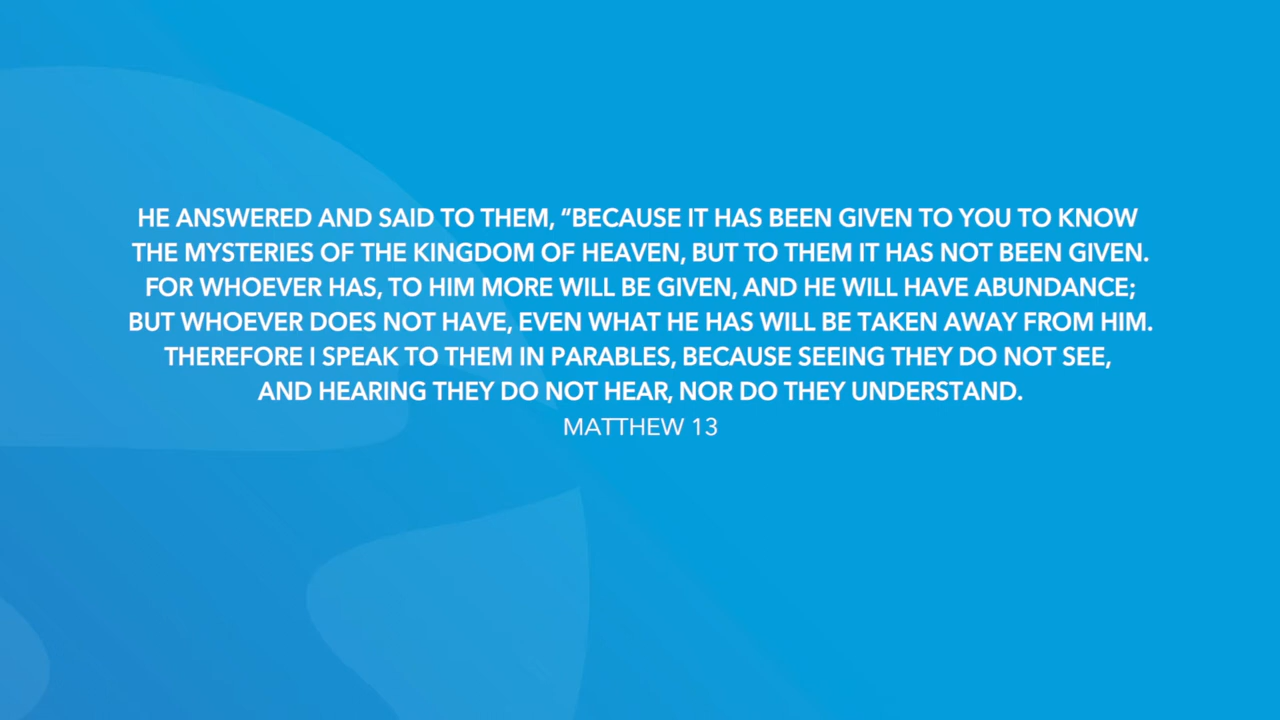 HE ANSWERED AND SAID TO THEM, “BECAUSE IT HAS BEEN GIVEN TO YOU TO KNOW
THE MYSTERIES OF THE KINGDOM OF HEAVEN, BUT TO THEM IT HAS NOT BEEN GIVEN.
FOR WHOEVER HAS, TO HIM MORE WILL BE GIVEN, AND HE WILL HAVE ABUNDANCE;
BUT WHOEVER DOES NOT HAVE, EVEN WHAT HE HAS WILL BE TAKEN AWAY FROM HIM.
THEREFORE I SPEAK TO THEM IN PARABLES, BECAUSE SEEING THEY DO NOT SEE,
AND HEARING THEY DO NOT HEAR, NOR DO THEY UNDERSTAND.
MATTHEW 13